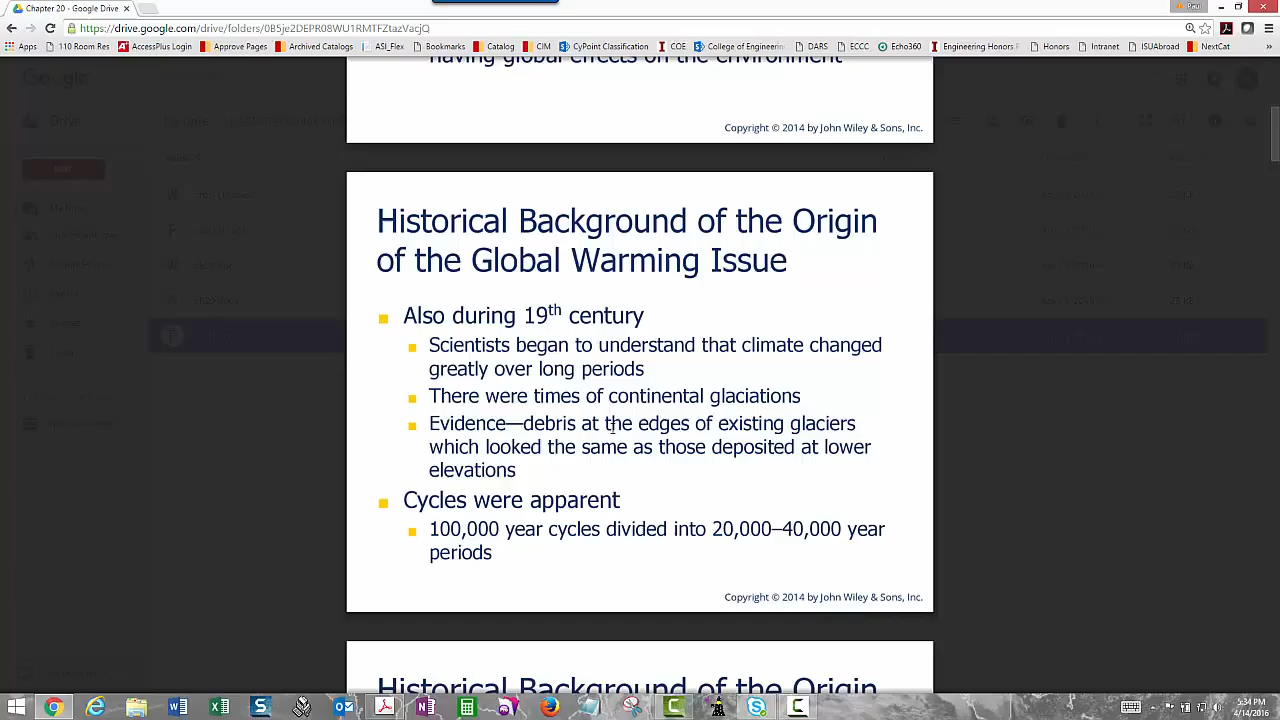 Chapter 20 - Google Drive
Paul
https://drive.google.com/drive/folders/0B5je2DEPR08WU1RMTFZtazVacjQ
Apps 110 Room Res AccessPlus Login Approve Pages Archived Catalogs ASI_Flex Bookmarks Catalog CIM CyPoint Classification COE College of Engineerin DARS ECCC Echo360 Engineering Honors F Honors Intranet ISUAbroad NextCat »
having global effects on the environment
Copyright © 2014 by John Wiley & Sons, Inc.
Historical Background of the Origin
of the Global Warming Issue
Also during 19th century
Scientists began to understand that climate changed
greatly over long periods
There were times of continental glaciations
Evidence—debris at the edges of existing glaciers
which looked the same as those deposited at lower
elevations
Cycles were apparent
100,000 year cycles divided into 20,000–40,000 year
periods
Copyright © 2014 by John Wiley & Sons, Inc.
Historical Background of the Origin
5:34 PM
4/14/2016
Google
Drive